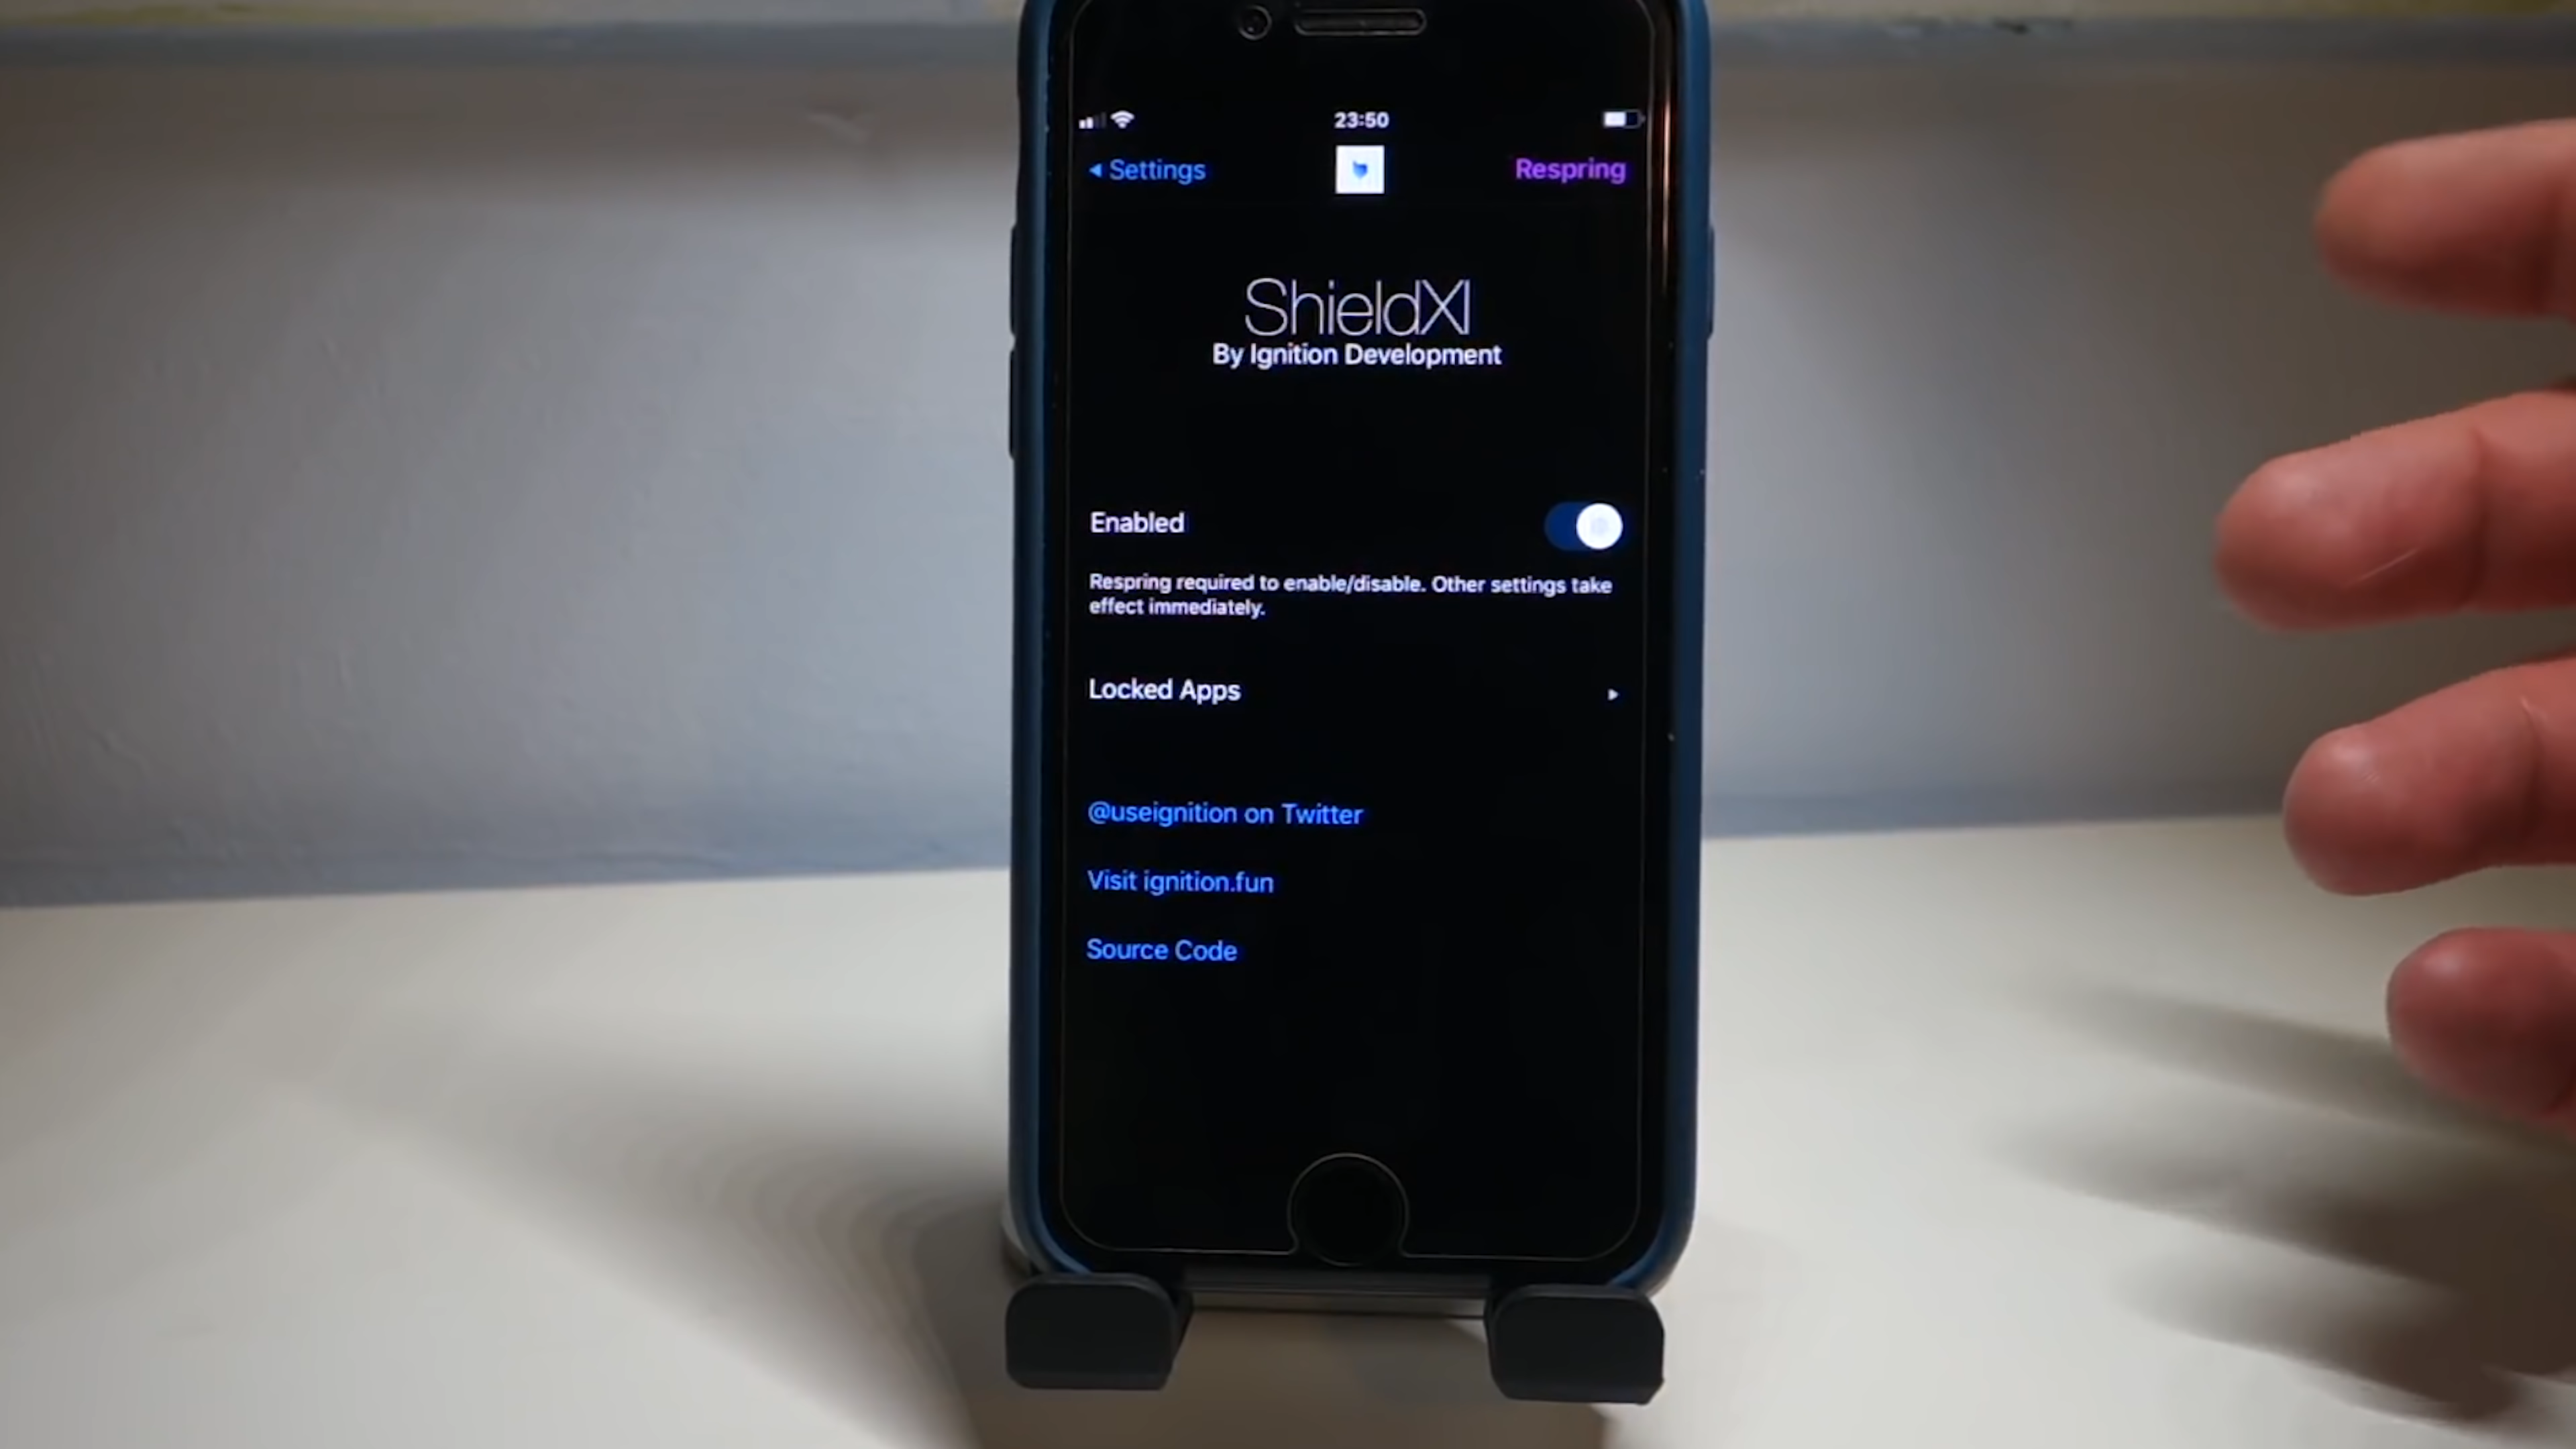 23:50
Settings
Respring
ShieldXI
By Ignition Development
Enabled
Respring required to enable/disable. Other settings take
effect immediately.
Locked Apps
@useignition on Twitter
Visit ignition.fun
Source Code